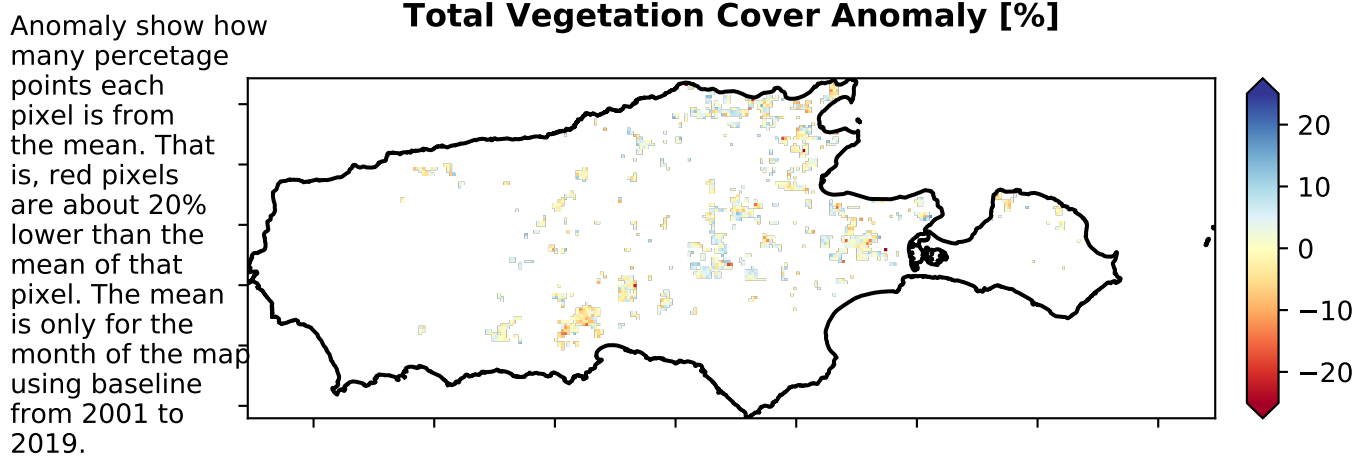 Total Vegetation Cover Anomaly [%]
Anomaly show how
many percetage
points each
pixel is from
the mean. That
is, red pixels
are about 20%
lower than the
mean of that
pixel. The mean
is only for the
month of the map
using baseline
from 2001 to
2019.
20
10
0
−10
−20